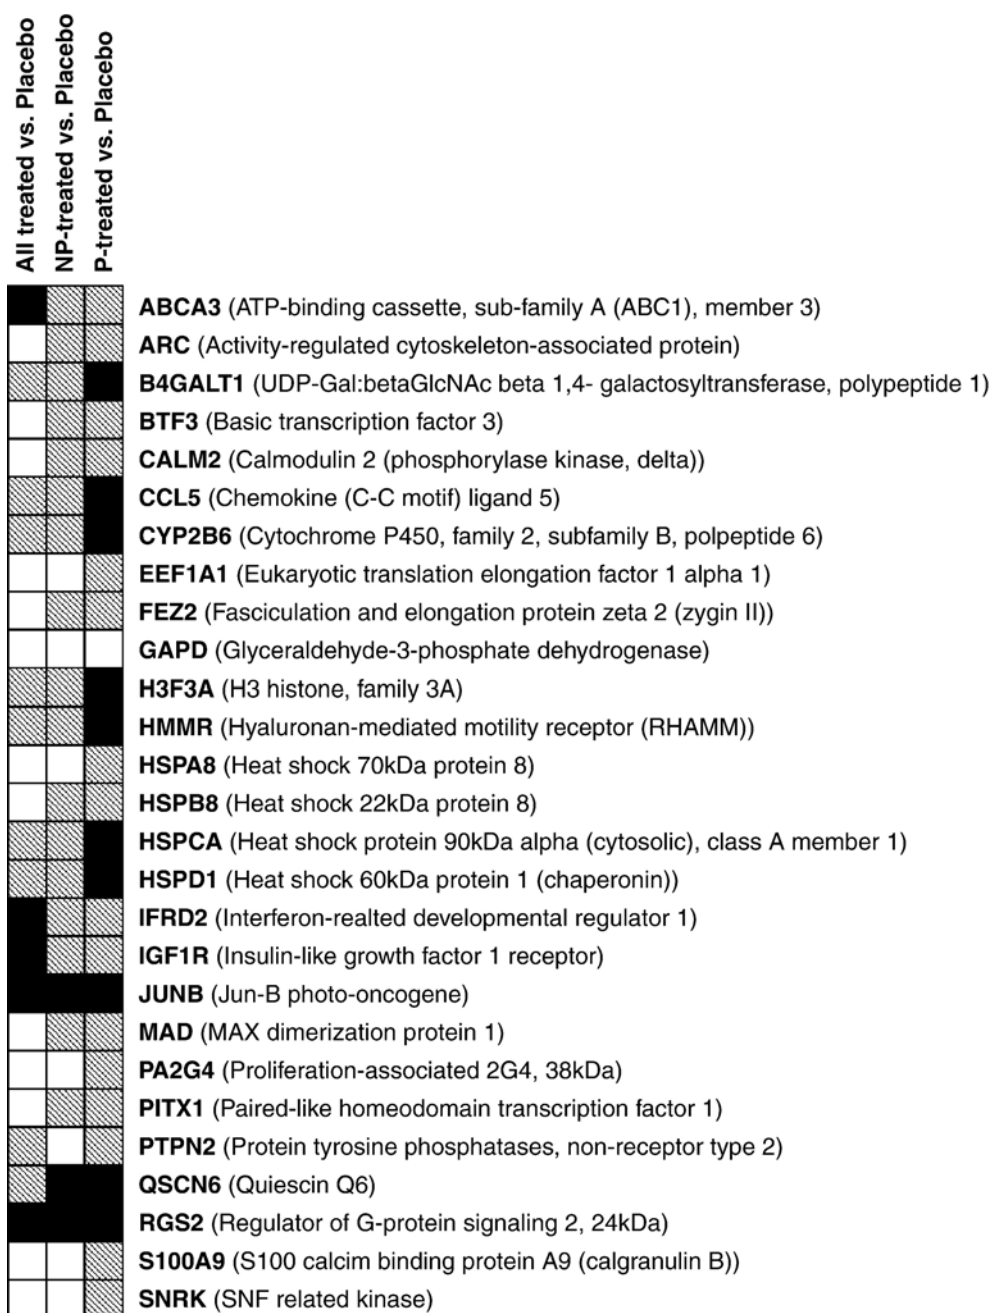 All treated vs. Placebo
NP-treated vs. Placebo
P-treated vs. Placebo
ABCA3 (ATP-binding cassette, sub-family A (ABC1), member 3)
ARC (Activity-regulated cytoskeleton-associated protein)
B4GALT1 (UDP-Gal:betaGlcNAc beta 1,4- galactosyltransferase, polypeptide 1)
BTF3 (Basic transcription factor 3)
CALM2 (Calmodulin 2 (phosphorylase kinase, delta))
CCL5 (Chemokine (C-C motif) ligand 5)
CYP2B6 (Cytochrome P450, family 2, subfamily B, polpeptide 6)
EEF1A1 (Eukaryotic translation elongation factor 1 alpha 1)
FEZ2 (Fasciculation and elongation protein zeta 2 (zygin II))
GAPD (Glyceraldehyde-3-phosphate dehydrogenase)
H3F3A (H3 histone, family 3A)
HMMR (Hyaluronan-mediated motility receptor (RHAMM))
HSPA8 (Heat shock 70kDa protein 8)
HSPB8 (Heat shock 22kDa protein 8)
HSPCA (Heat shock protein 90kDa alpha (cytosolic), class A member 1)
HSPD1 (Heat shock 60kDa protein 1 (chaperonin))
IFRD2 (Interferon-realted developmental regulator 1)
IGF1R (Insulin-like growth factor 1 receptor)
JUNB (Jun-B photo-oncogene)
MAD (MAX dimerization protein 1)
PA2G4 (Proliferation-associated 2G4, 38kDa)
PITX1 (Paired-like homeodomain transcription factor 1)
PTPN2 (Protein tyrosine phosphatases, non-receptor type 2)
QSCN6 (Quiescin Q6)
RGS2 (Regulator of G-protein signaling 2, 24kDa)
S100A9 (S100 calcim binding protein A9 (calgranulin B))
SNRK (SNF related kinase)